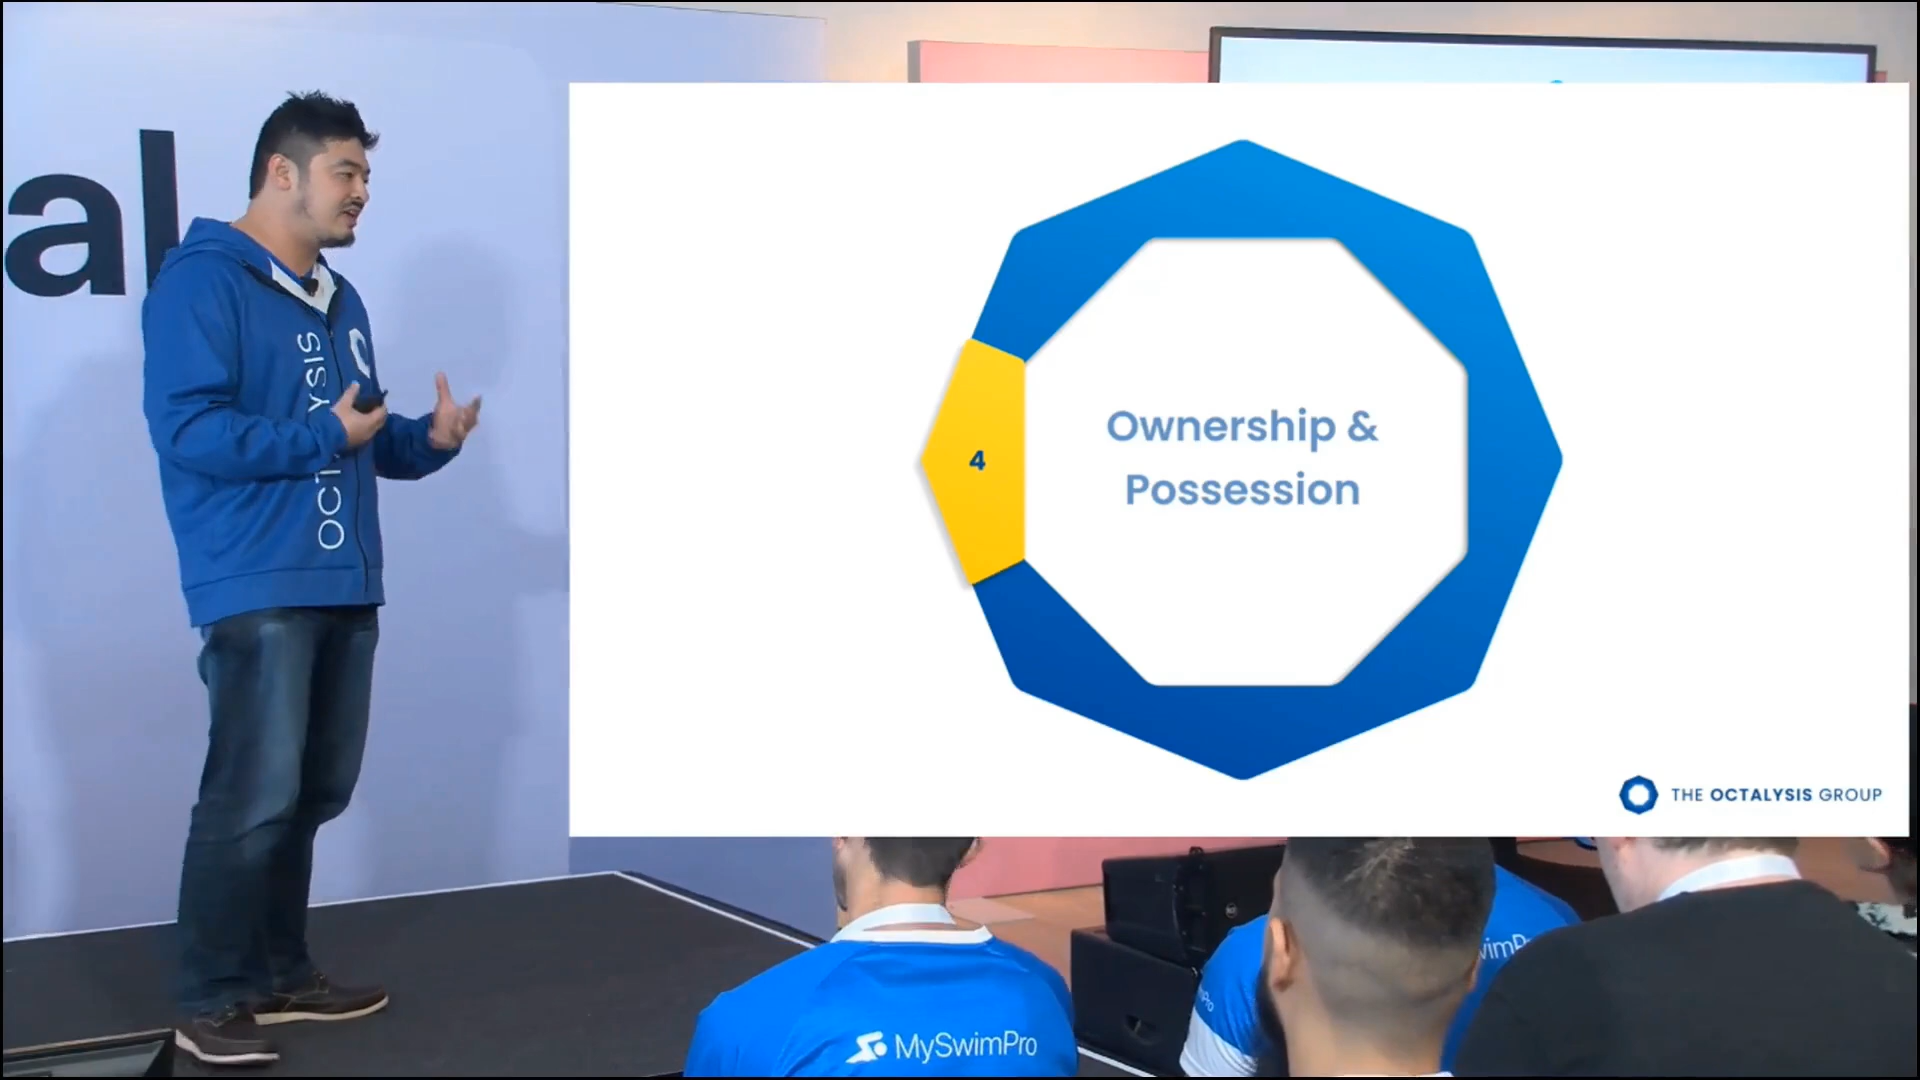 al
OCTALYSIS
4
Ownership &
Possession
THE OCTALYSIS GROUP
MySwimPro